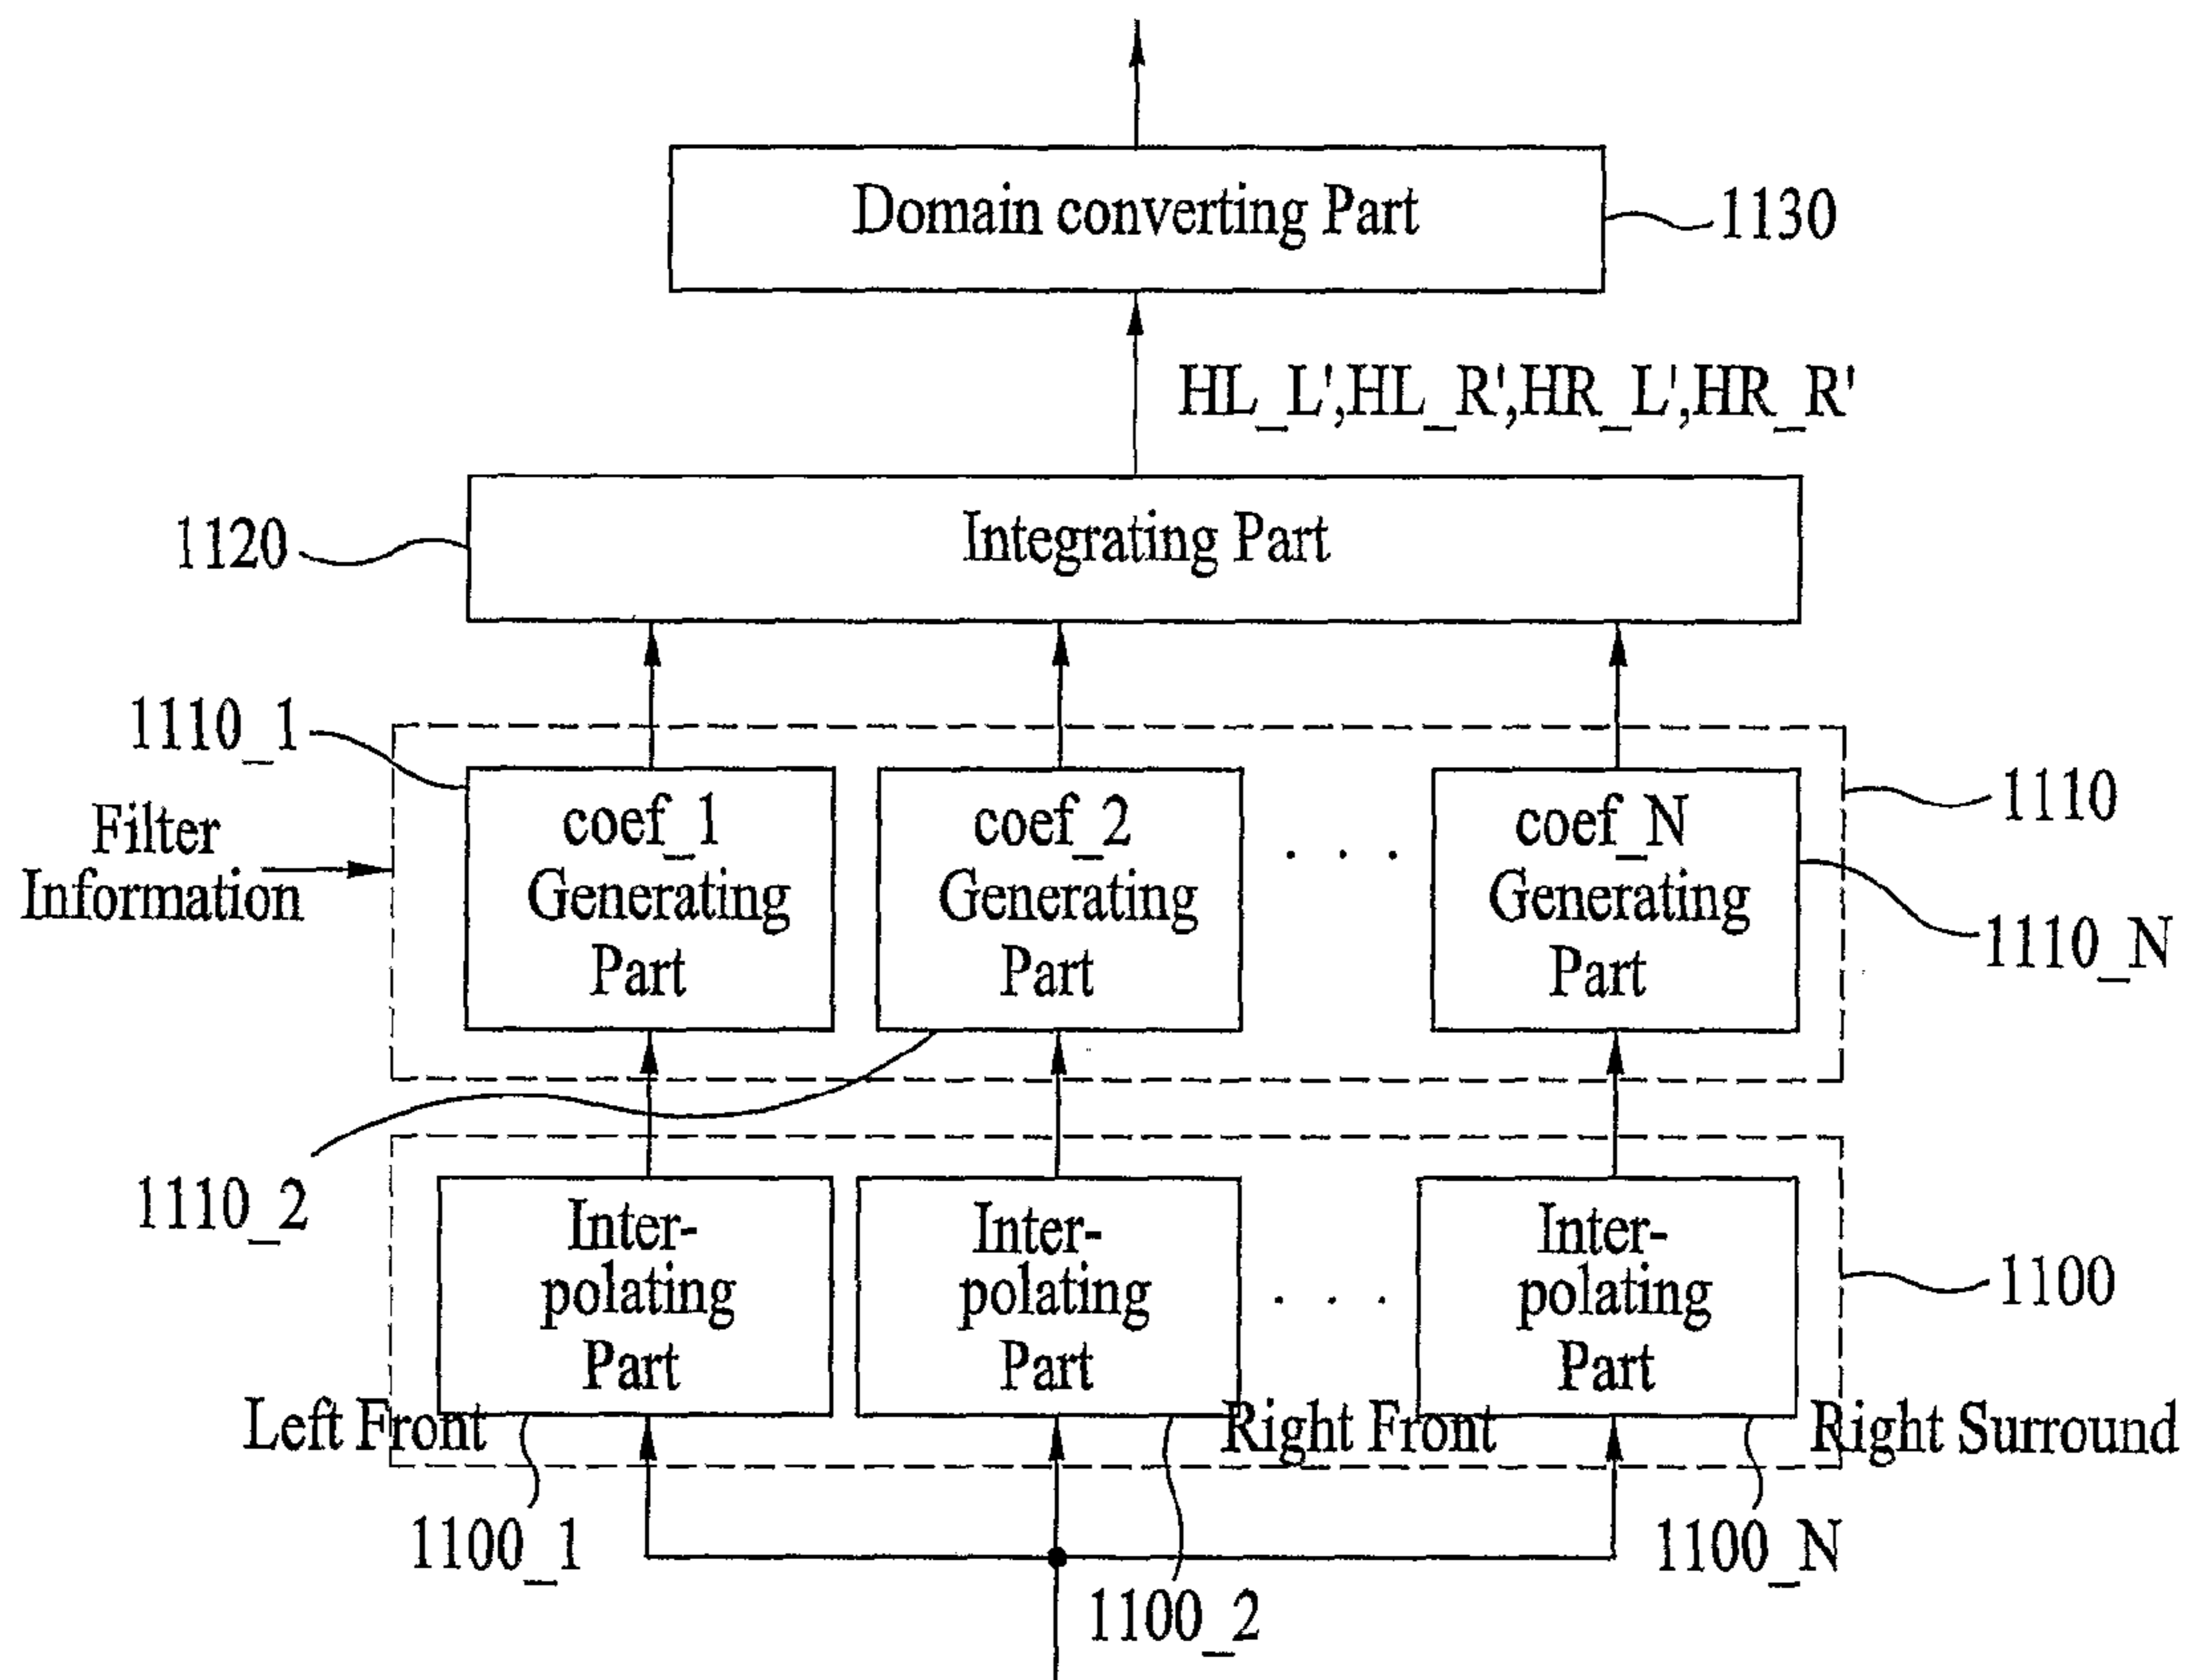 Domain converting Part
1130
HL_L',HL_R',HR_L',HR_R'
1120
Integrating Part
1110_1
Filter
Information
coef_1
Generating
Part
coef_2
Generating
Part
. . .
coef_N
Generating
Part
1110
1110_N
1110_2
Inter-
polating
Part
Inter-
polating
Part
. . .
Inter-
polating
Part
1100
Left Front
Right Front
Right Surround
1100_1
1100_2
1100_N